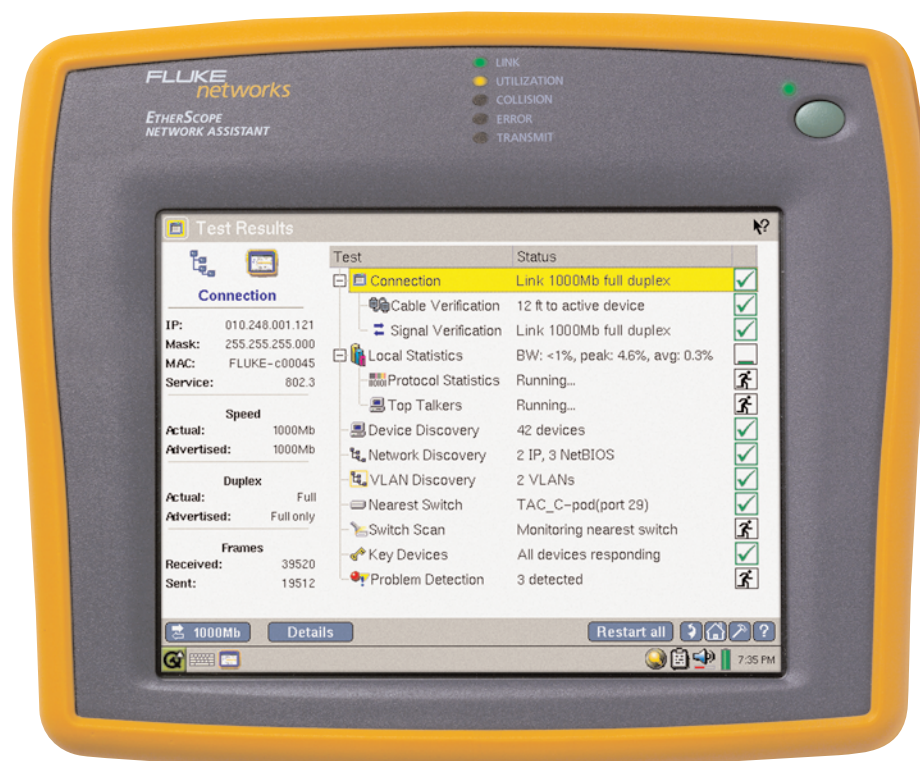 FLUKE
networks
ETHERSCOPE
NETWORK ASSISTANT
LINK
UTILIZATION
COLLISION
ERROR
TRANSMIT
Test Results
?
Connection
IP: 010.248.001.121
Mask: 255.255.255.000
MAC: FLUKE-c00045
Service: 802.3
Speed
Actual: 1000Mb
Advertised: 1000Mb
Duplex
Actual: Full
Advertised: Full only
Frames
Received: 39520
Sent: 19512
Test Status
Connection Link 1000Mb full duplex
Cable Verification 12 ft to active device
Signal Verification Link 1000Mb full duplex
Local Statistics BW: <1%, peak: 4.6%, avg: 0.3%
Protocol Statistics Running...
Top Talkers Running...
Device Discovery 42 devices
Network Discovery 2 IP, 3 NetBIOS
VLAN Discovery 2 VLANs
Nearest Switch TAC_C-pod(port 29)
Switch Scan Monitoring nearest switch
Key Devices All devices responding
Problem Detection 3 detected
1000Mb Details Restart all ?
7:35 PM